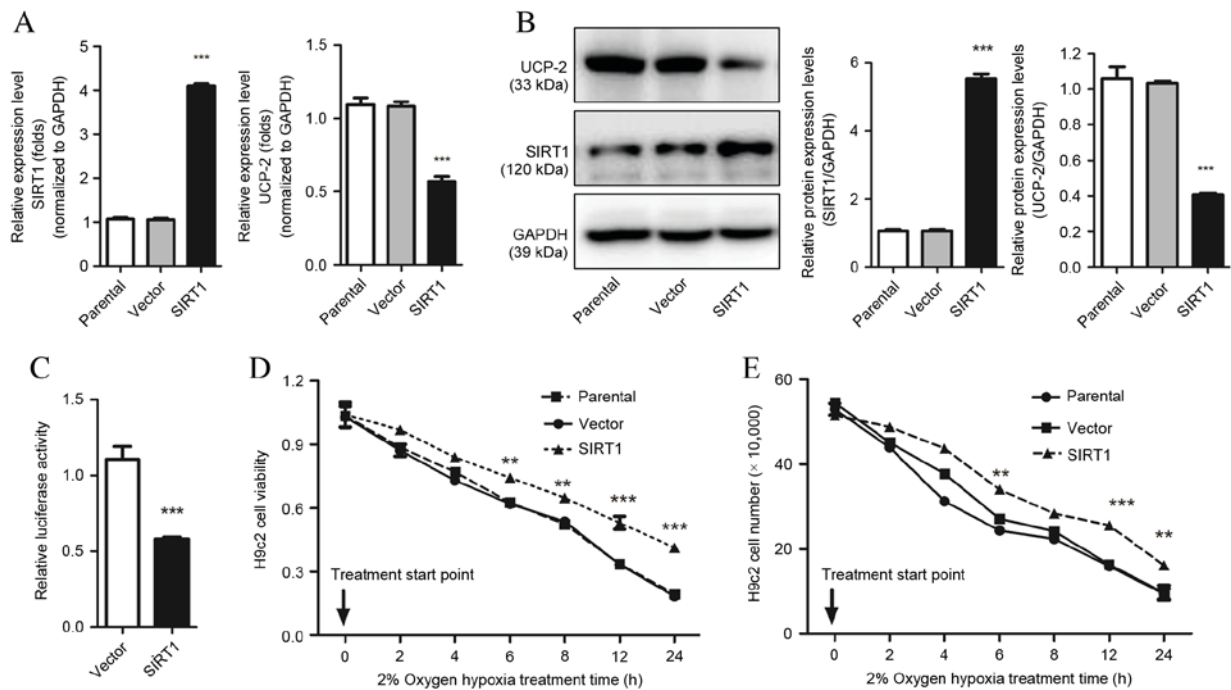 A
Relative expression level
SIRT1 (folds)
(normalized to GAPDH)
5
4
3
2
1
0
***
Parental
Vector
SIRT1
Relative expression level
UCP-2 (folds)
(normalized to GAPDH)
1.5
1.0
0.5
0.0
***
Parental
Vector
SIRT1
B
UCP-2
(33 kDa)
SIRT1
(120 kDa)
GAPDH
(39 kDa)
Parental
Vector
SIRT1
Relative protein expression levels
(SIRT1/GAPDH)
6
4
2
0
***
Parental
Vector
SIRT1
Relative protein expression levels
(UCP-2/GAPDH)
1.2
1.0
0.8
0.6
0.4
0.2
0.0
***
Parental
Vector
SIRT1
C
Relative luciferase activity
1.5
1.0
0.5
0.0
***
Vector
SIRT1
D
H9c2 cell viability
1.2
0.9
0.6
0.3
0.0
Parental
Vector
SIRT1
**
**
***
***
Treatment start point
0 2 4 6 8 12 24
2% Oxygen hypoxia treatment time (h)
E
H9c2 cell number (× 10,000)
60
40
20
0
Parental
Vector
SIRT1
**
***
**
Treatment start point
0 2 4 6 8 12 24
2% Oxygen hypoxia treatment time (h)